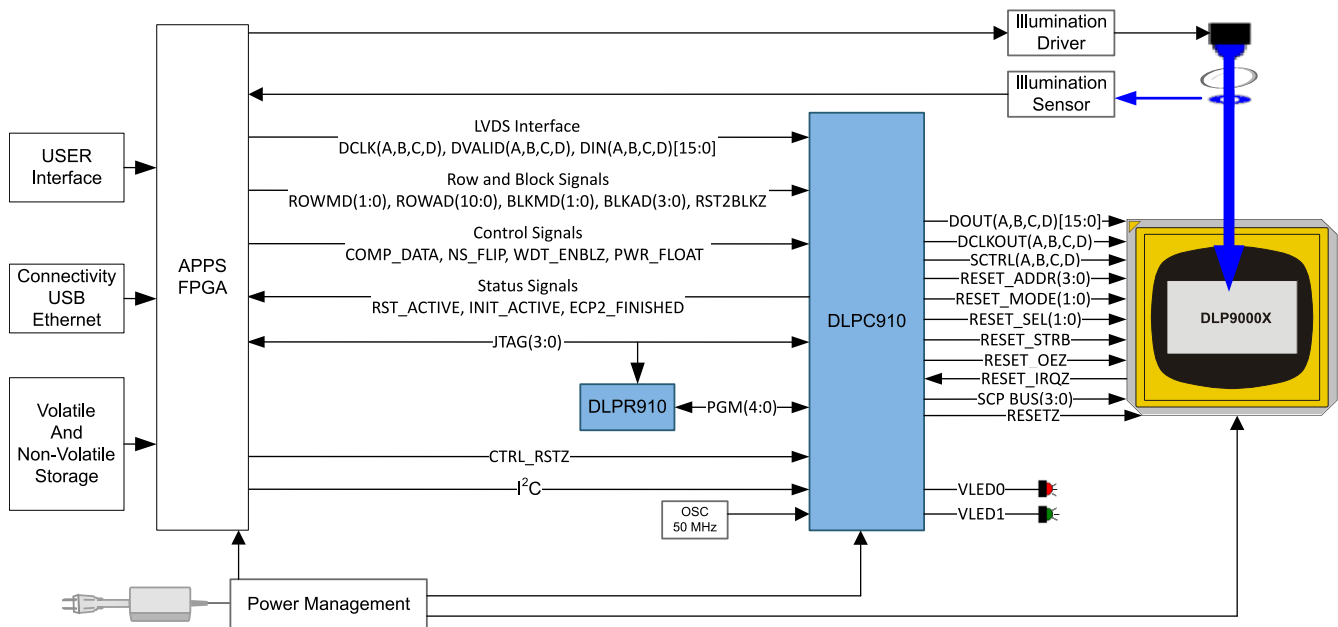 Illumination
Driver
Illumination
Sensor
USER
Interface
Connectivity
USB
Ethernet
Volatile
And
Non-Volatile
Storage
APPS
FPGA
LVDS Interface
DCLK(A,B,C,D), DVALID(A,B,C,D), DIN(A,B,C,D)[15:0]
Row and Block Signals
ROWMD(1:0), ROWAD(10:0), BLKMD(1:0), BLKAD(3:0), RST2BLKZ
Control Signals
COMP_DATA, NS_FLIP, WDT_ENBLZ, PWR_FLOAT
Status Signals
RST_ACTIVE, INIT_ACTIVE, ECP2_FINISHED
JTAG(3:0)
DLPR910
PGM(4:0)
CTRL_RSTZ
I²C
OSC
50 MHz
DLPC910
DOUT(A,B,C,D)[15:0]
DCLKOUT(A,B,C,D)
SCTRL(A,B,C,D)
RESET_ADDR(3:0)
RESET_MODE(1:0)
RESET_SEL(1:0)
RESET_STRB
RESET_OEZ
RESET_IRQZ
SCP BUS(3:0)
RESETZ
VLED0
VLED1
DLP9000X
Power Management